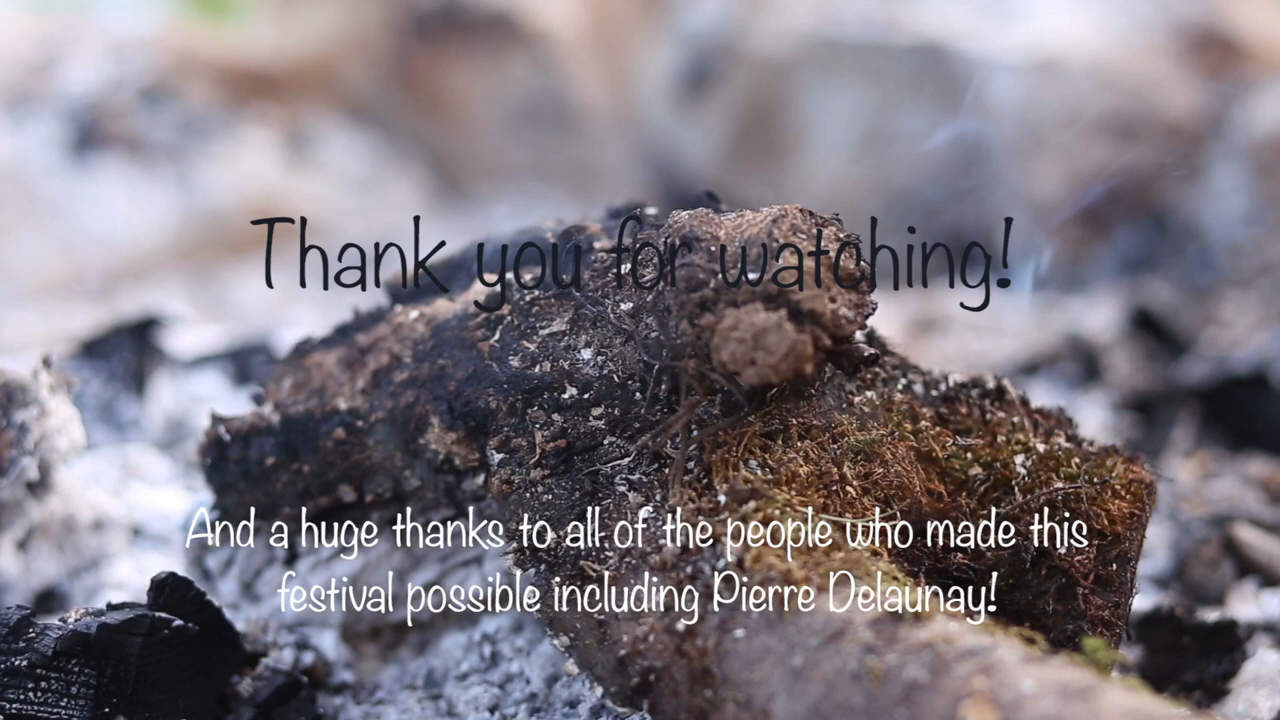 Thank you for watching!
And a huge thanks to all of the people who made this
festival possible including Pierre Delaunay!